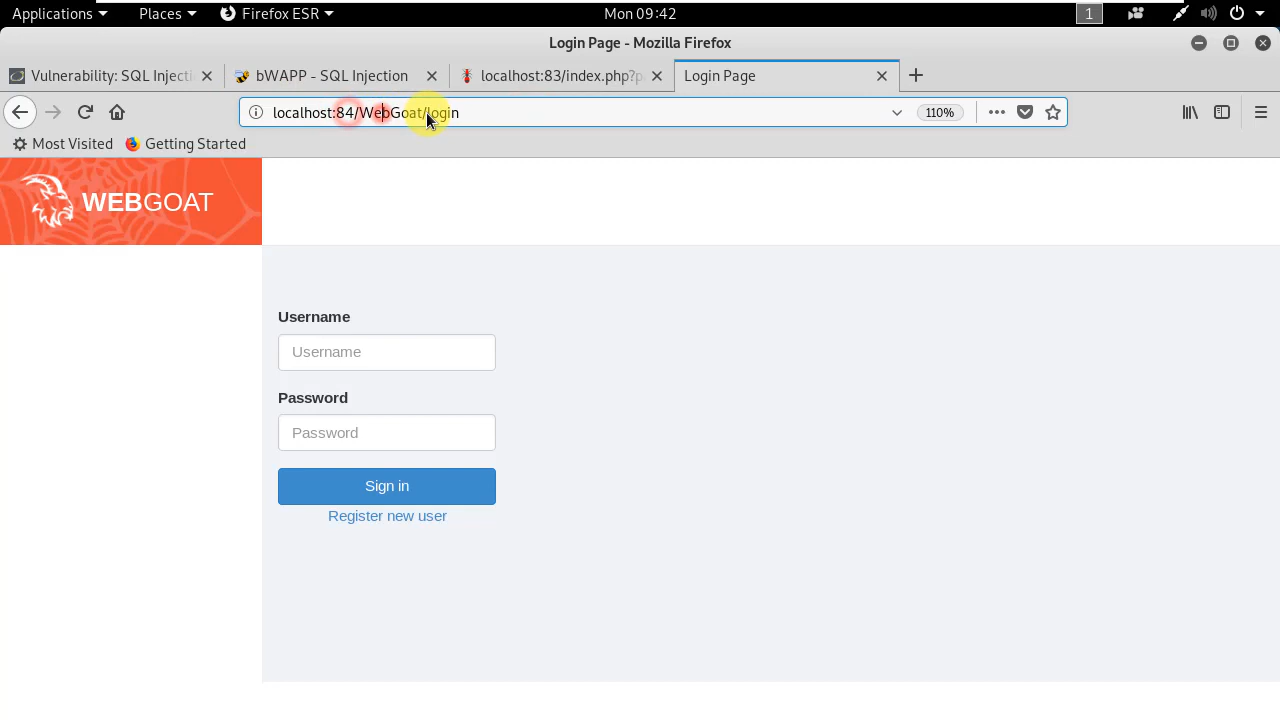 Applications Places Firefox ESR Mon 09:42 1
Login Page - Mozilla Firefox
Vulnerability: SQL Injecti bWAPP - SQL Injection localhost:83/index.php?p Login Page
localhost:84/WebGoat/login 110%
Most Visited Getting Started
WEBGOAT
Username
Username
Password
Password
Sign in
Register new user